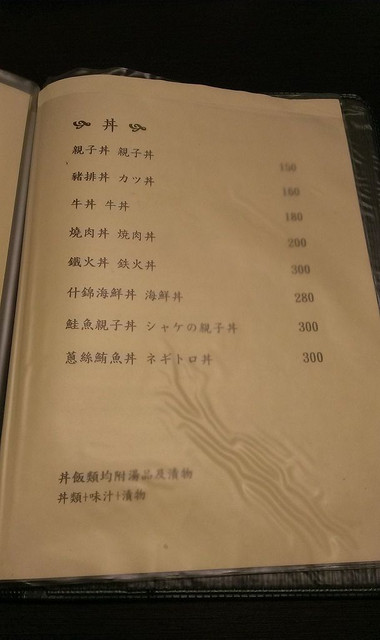 丼
親子丼 親子丼 150
豬排丼 カツ丼 160
牛丼 牛丼 180
燒肉丼 焼肉丼 200
鐵火丼 鉄火丼 300
什錦海鮮丼 海鮮丼 280
鮭魚親子丼 シャケの親子丼 300
蔥絲鮪魚丼 ネギトロ丼 300
丼飯類均附湯品及漬物
丼類+味汁+漬物